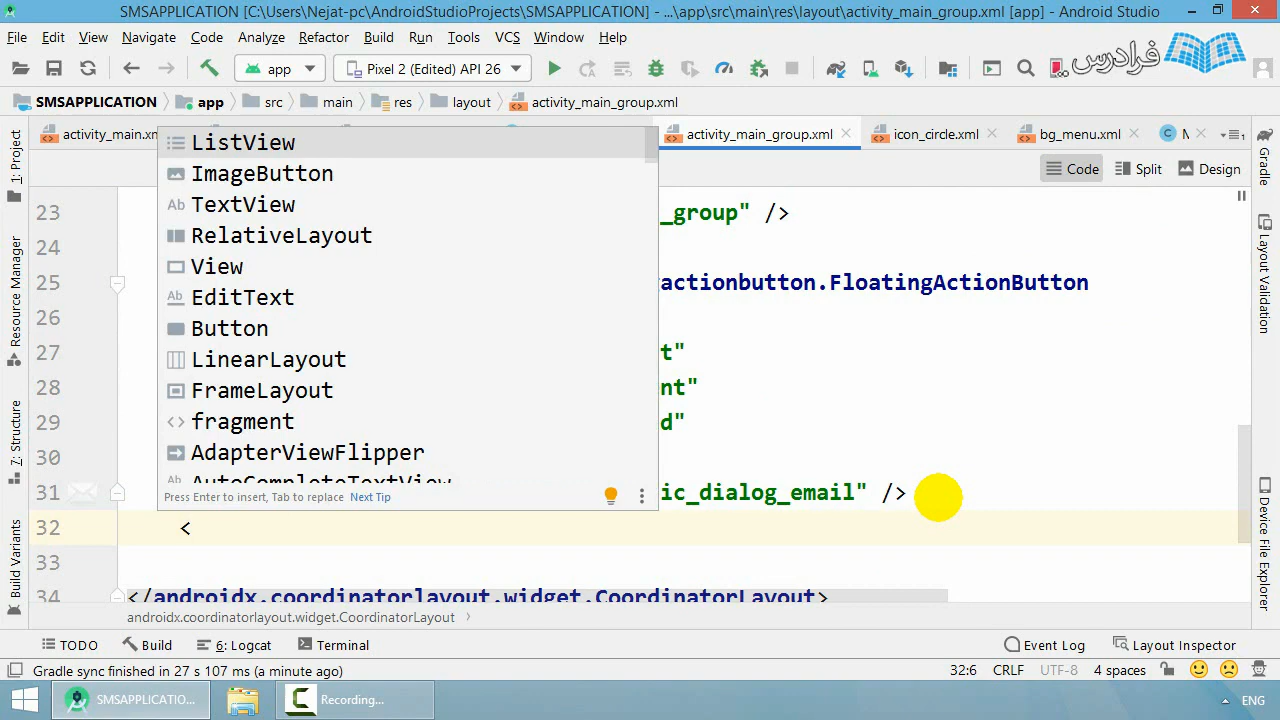 SMSAPPLICATION [C:\Users\Nejat-pc\AndroidStudioProjects\SMSAPPLICATION] - ...\app\src\main\res\layout\activity_main_group.xml [app] - Android Studio
File Edit View Navigate Code Analyze Refactor Build Run Tools VCS Window Help
app Pixel 2 (Edited) API 26 فرادرس
SMSAPPLICATION app src main res layout activity_main_group.xml
activity_main.xn activity_main_group.xml icon_circle.xml bg_menu.xml
Code Split Design
1: Project
Resource Manager
Z: Structure
Build Variants
Gradle
Layout Validation
Device File Explorer
ListView
ImageButton
TextView
RelativeLayout
View
EditText
Button
LinearLayout
FrameLayout
fragment
AdapterViewFlipper
AutoCompleteTextView
Press Enter to insert, Tab to replace Next Tip
23 _group" />
24
25 ractionbutton.FloatingActionButton
26
27 t"
28 nt"
29 d"
30
31 ic_dialog_email" />
32 <
33
34 </androidx.coordinatorlayout.widget.CoordinatorLayout>
androidx.coordinatorlayout.widget.CoordinatorLayout
TODO Build 6: Logcat Terminal Event Log Layout Inspector
Gradle sync finished in 27 s 107 ms (a minute ago) 32:6 CRLF UTF-8 4 spaces
SMSAPPLICATIO... Recording... ENG